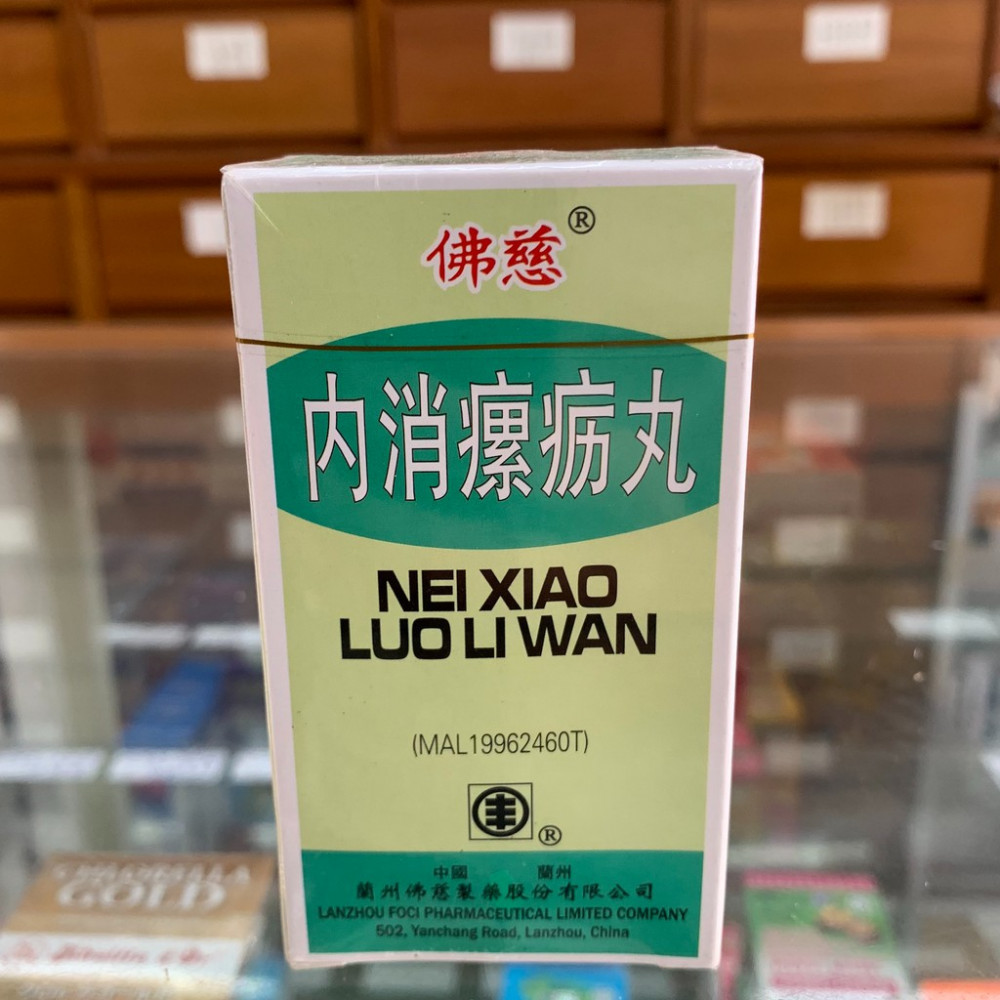 佛慈®
内消瘰疬丸
NEI XIAO
LUO LI WAN
(MAL19962460T)
®
中國 蘭州
蘭州佛慈製藥股份有限公司
LANZHOU FOCI PHARMACEUTICAL LIMITED COMPANY
502, Yanchang Road, Lanzhou, China
GOLD